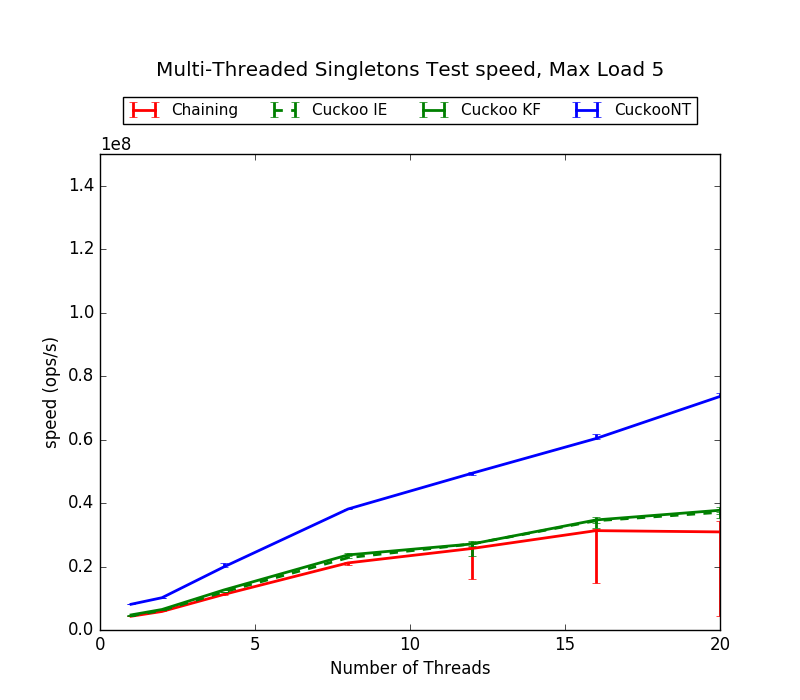 Multi-Threaded Singletons Test speed, Max Load 5
Chaining Cuckoo IE Cuckoo KF CuckooNT
1e8
1.4
1.2
1.0
0.8
0.6
0.4
0.2
0.0
speed (ops/s)
0 5 10 15 20
Number of Threads